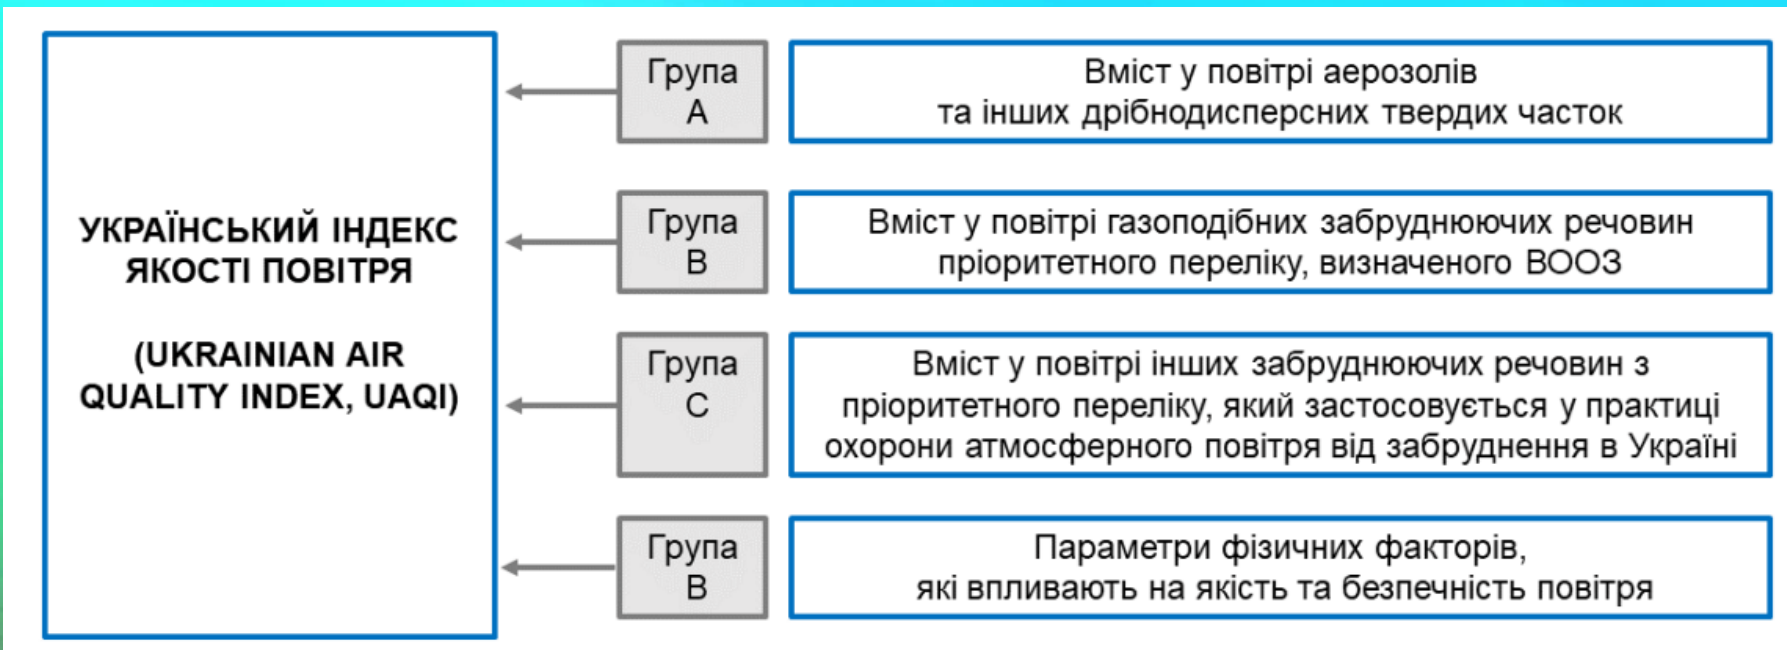 УКРАЇНСЬКИЙ ІНДЕКС
ЯКОСТІ ПОВІТРЯ
(UKRAINIAN AIR
QUALITY INDEX, UAQI)
Група
А
Вміст у повітрі аерозолів
та інших дрібнодисперсних твердих часток
Група
В
Вміст у повітрі газоподібних забруднюючих речовин
пріоритетного переліку, визначеного ВООЗ
Група
С
Вміст у повітрі інших забруднюючих речовин з
пріоритетного переліку, який застосовується у практиці
охорони атмосферного повітря від забруднення в Україні
Група
В
Параметри фізичних факторів,
які впливають на якість та безпечність повітря